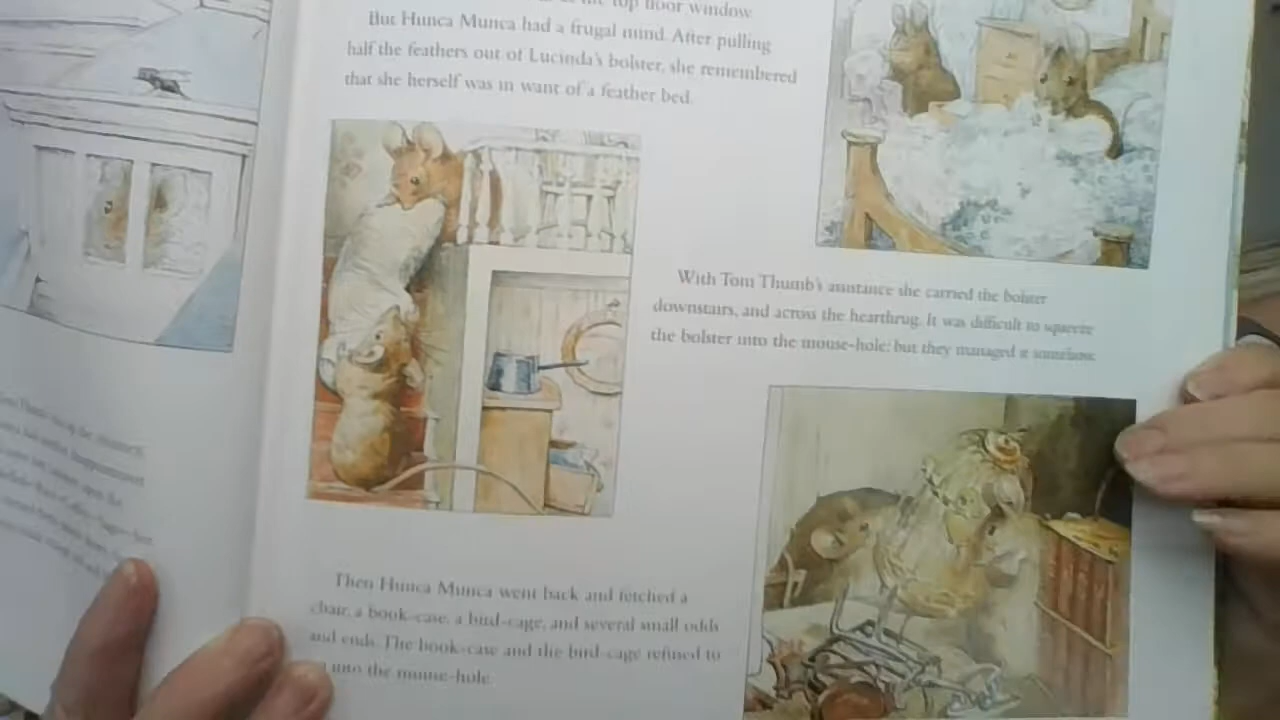 top floor window
But Hunca Munca had a frugal mind. After pulling
half the feathers out of Lucinda's bolster, she remembered
that she herself was in want of a feather bed.
With Tom Thumb's assistance she carried the bolster
downstairs, and across the hearthrug. It was difficult to squeeze
the bolster into the mouse-hole; but they managed it somehow.
Then Hunca Munca went back and fetched a
chair, a book-case, a bird-cage, and several small odds
and ends. The book-case and the bird-cage refused to
into the mouse-hole.